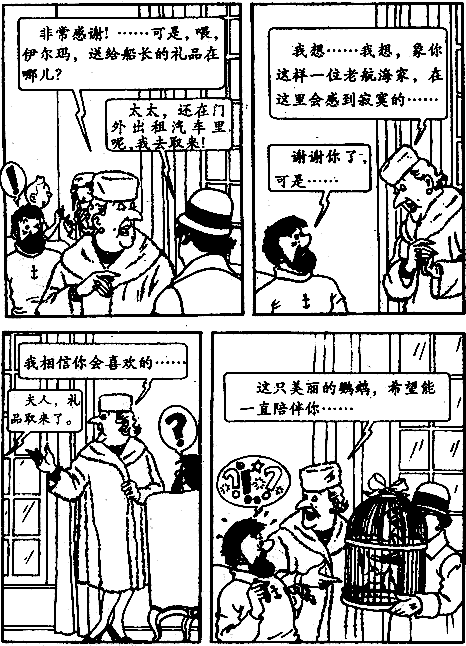 非常感谢！……可是，喂，
伊尔玛，送给船长的礼品在
哪儿？
太太，还在门
外出租汽车里
呢，我去取来！
！
我想……我想，象你
这样一位老航海家，在
这里会感到寂寞的……
谢谢你了，
可是……
我相信你会喜欢的……
夫人，礼
品取来了。
？
这只美丽的鹦鹉，希望能
一直陪伴你……
?!..?